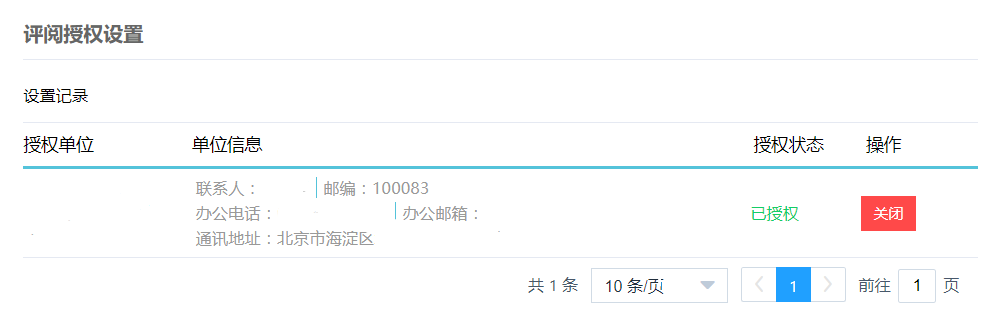 评阅授权设置
设置记录
授权单位 单位信息 授权状态 操作
联系人： 邮编：100083
办公电话： 办公邮箱：
通讯地址：北京市海淀区
已授权 关闭
共 1 条 10 条/页 1 前往 1 页